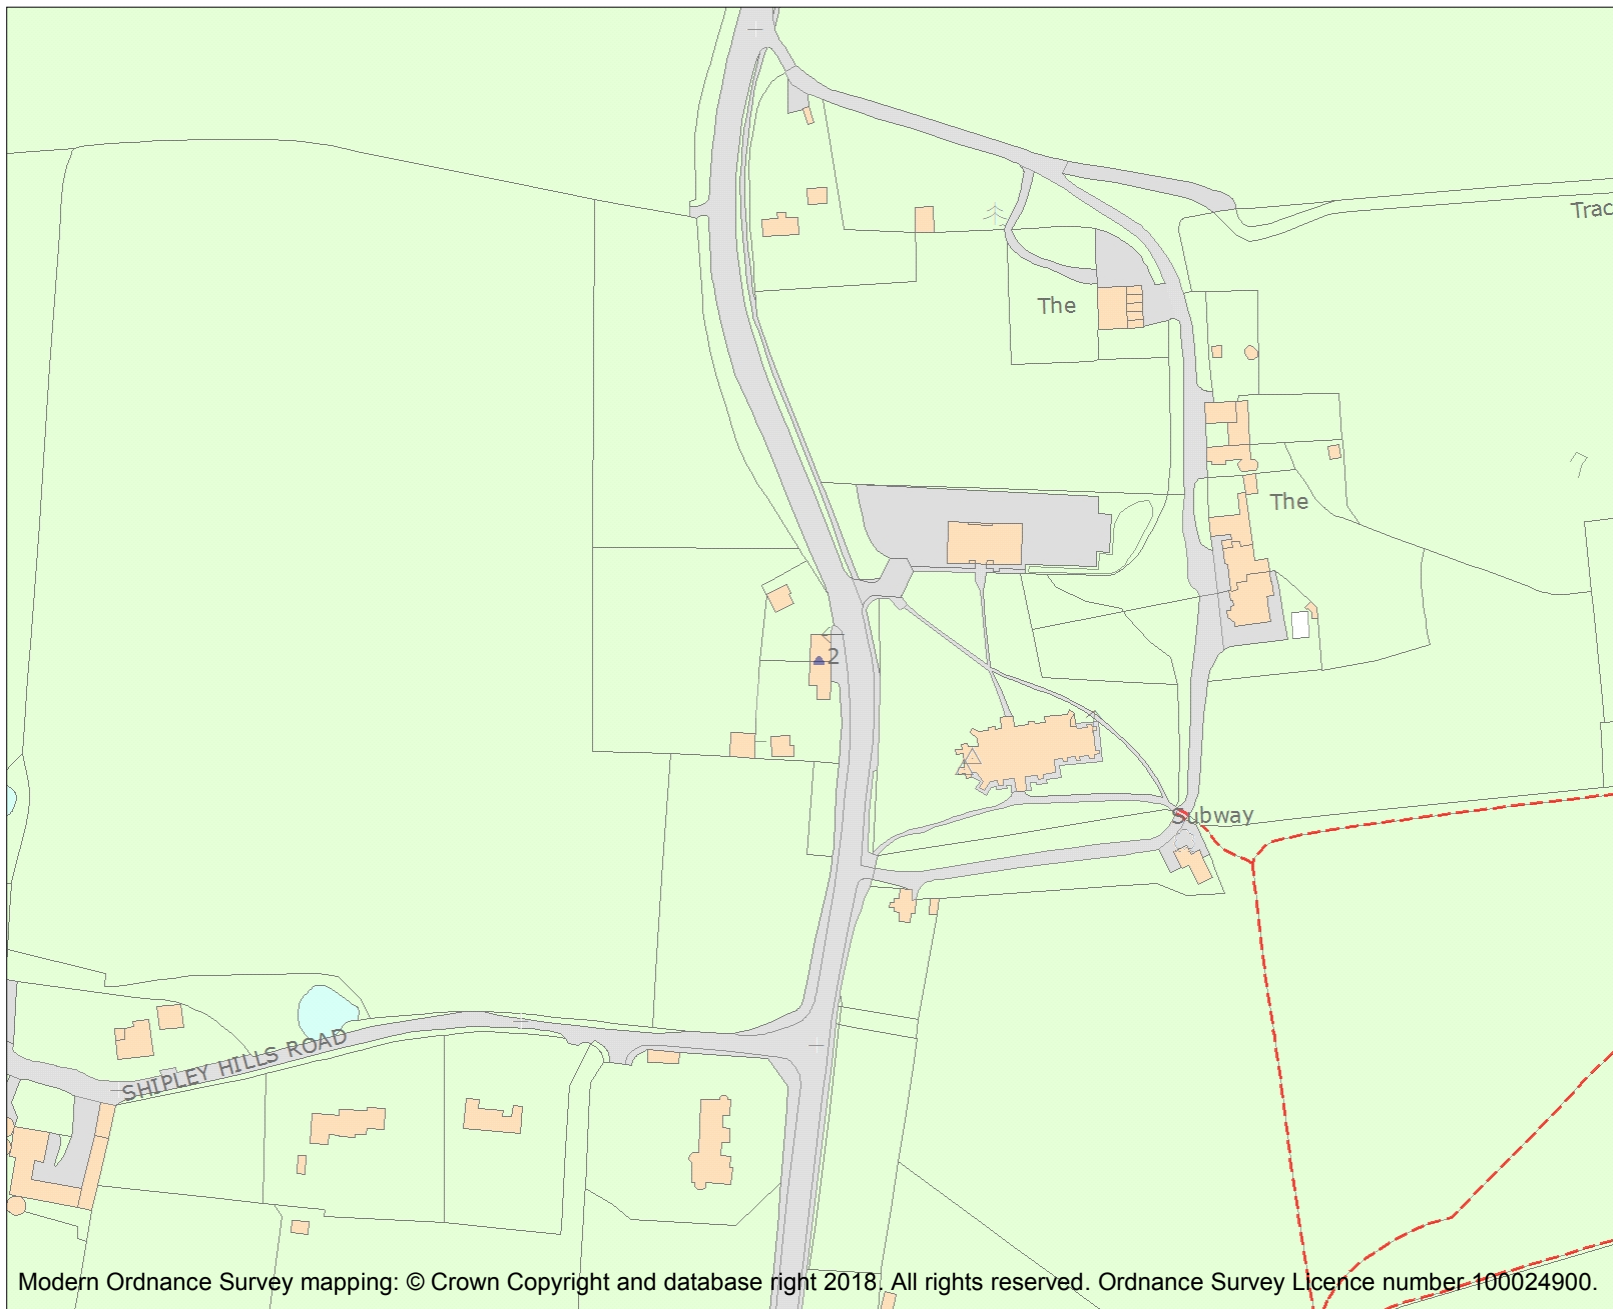 Trac
The
The
2
Subway
SHIPLEY HILLS ROAD
Modern Ordnance Survey mapping: © Crown Copyright and database right 2018. All rights reserved. Ordnance Survey Licence number 100024900.